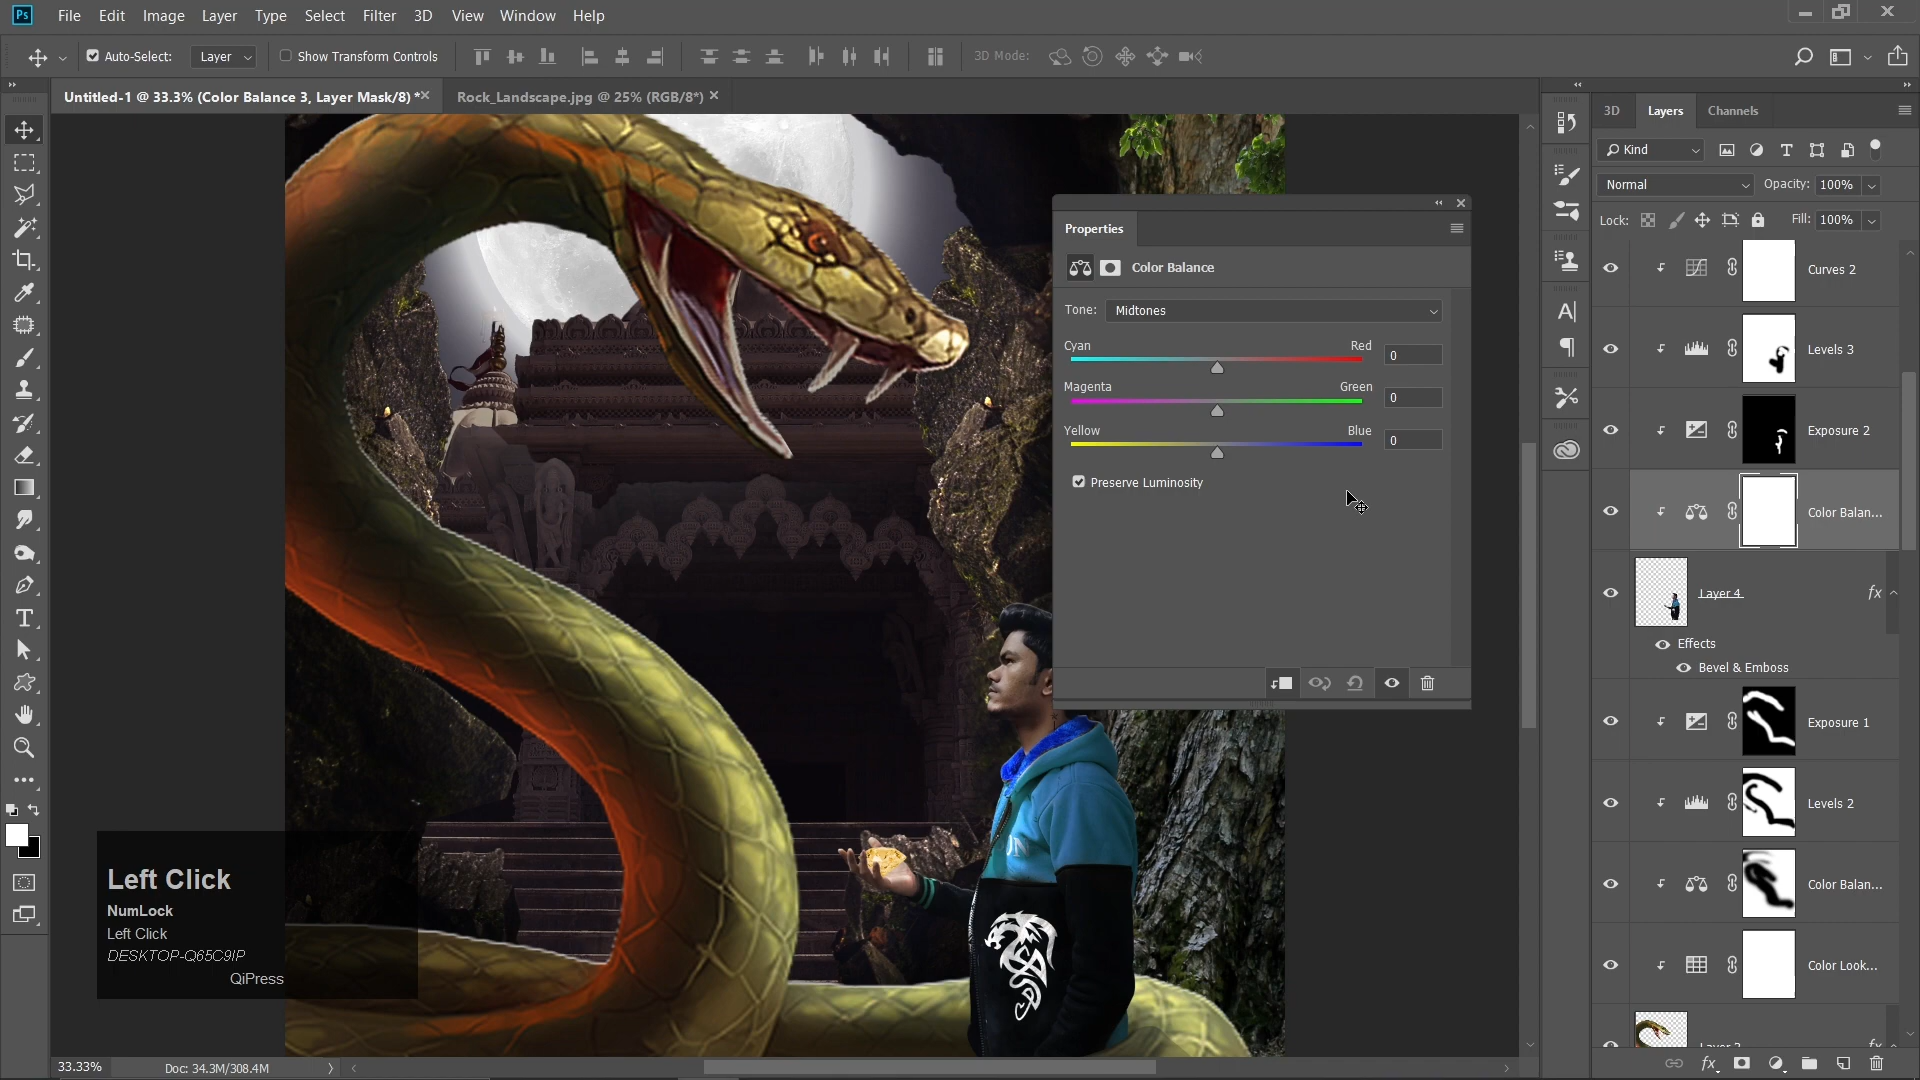 Ps File Edit Image Layer Type Select Filter 3D View Window Help
Auto-Select: Layer Show Transform Controls 3D Mode:
Untitled-1 @ 33.3% (Color Balance 3, Layer Mask/8) * Rock_Landscape.jpg @ 25% (RGB/8*)
3D Layers Channels
Kind
Normal Opacity: 100%
Lock: Fill: 100%
Properties
Color Balance
Tone: Midtones
Cyan Red 0
Magenta Green 0
Yellow Blue 0
Preserve Luminosity
Curves 2
Levels 3
Exposure 2
Color Balan...
Layer 4 fx
Effects
Bevel & Emboss
Exposure 1
Levels 2
Color Balan...
Color Look...
Left Click
NumLock
Left Click
DESKTOP-Q65C9IP
QiPress
33.33% Doc: 34.3M/308.4M